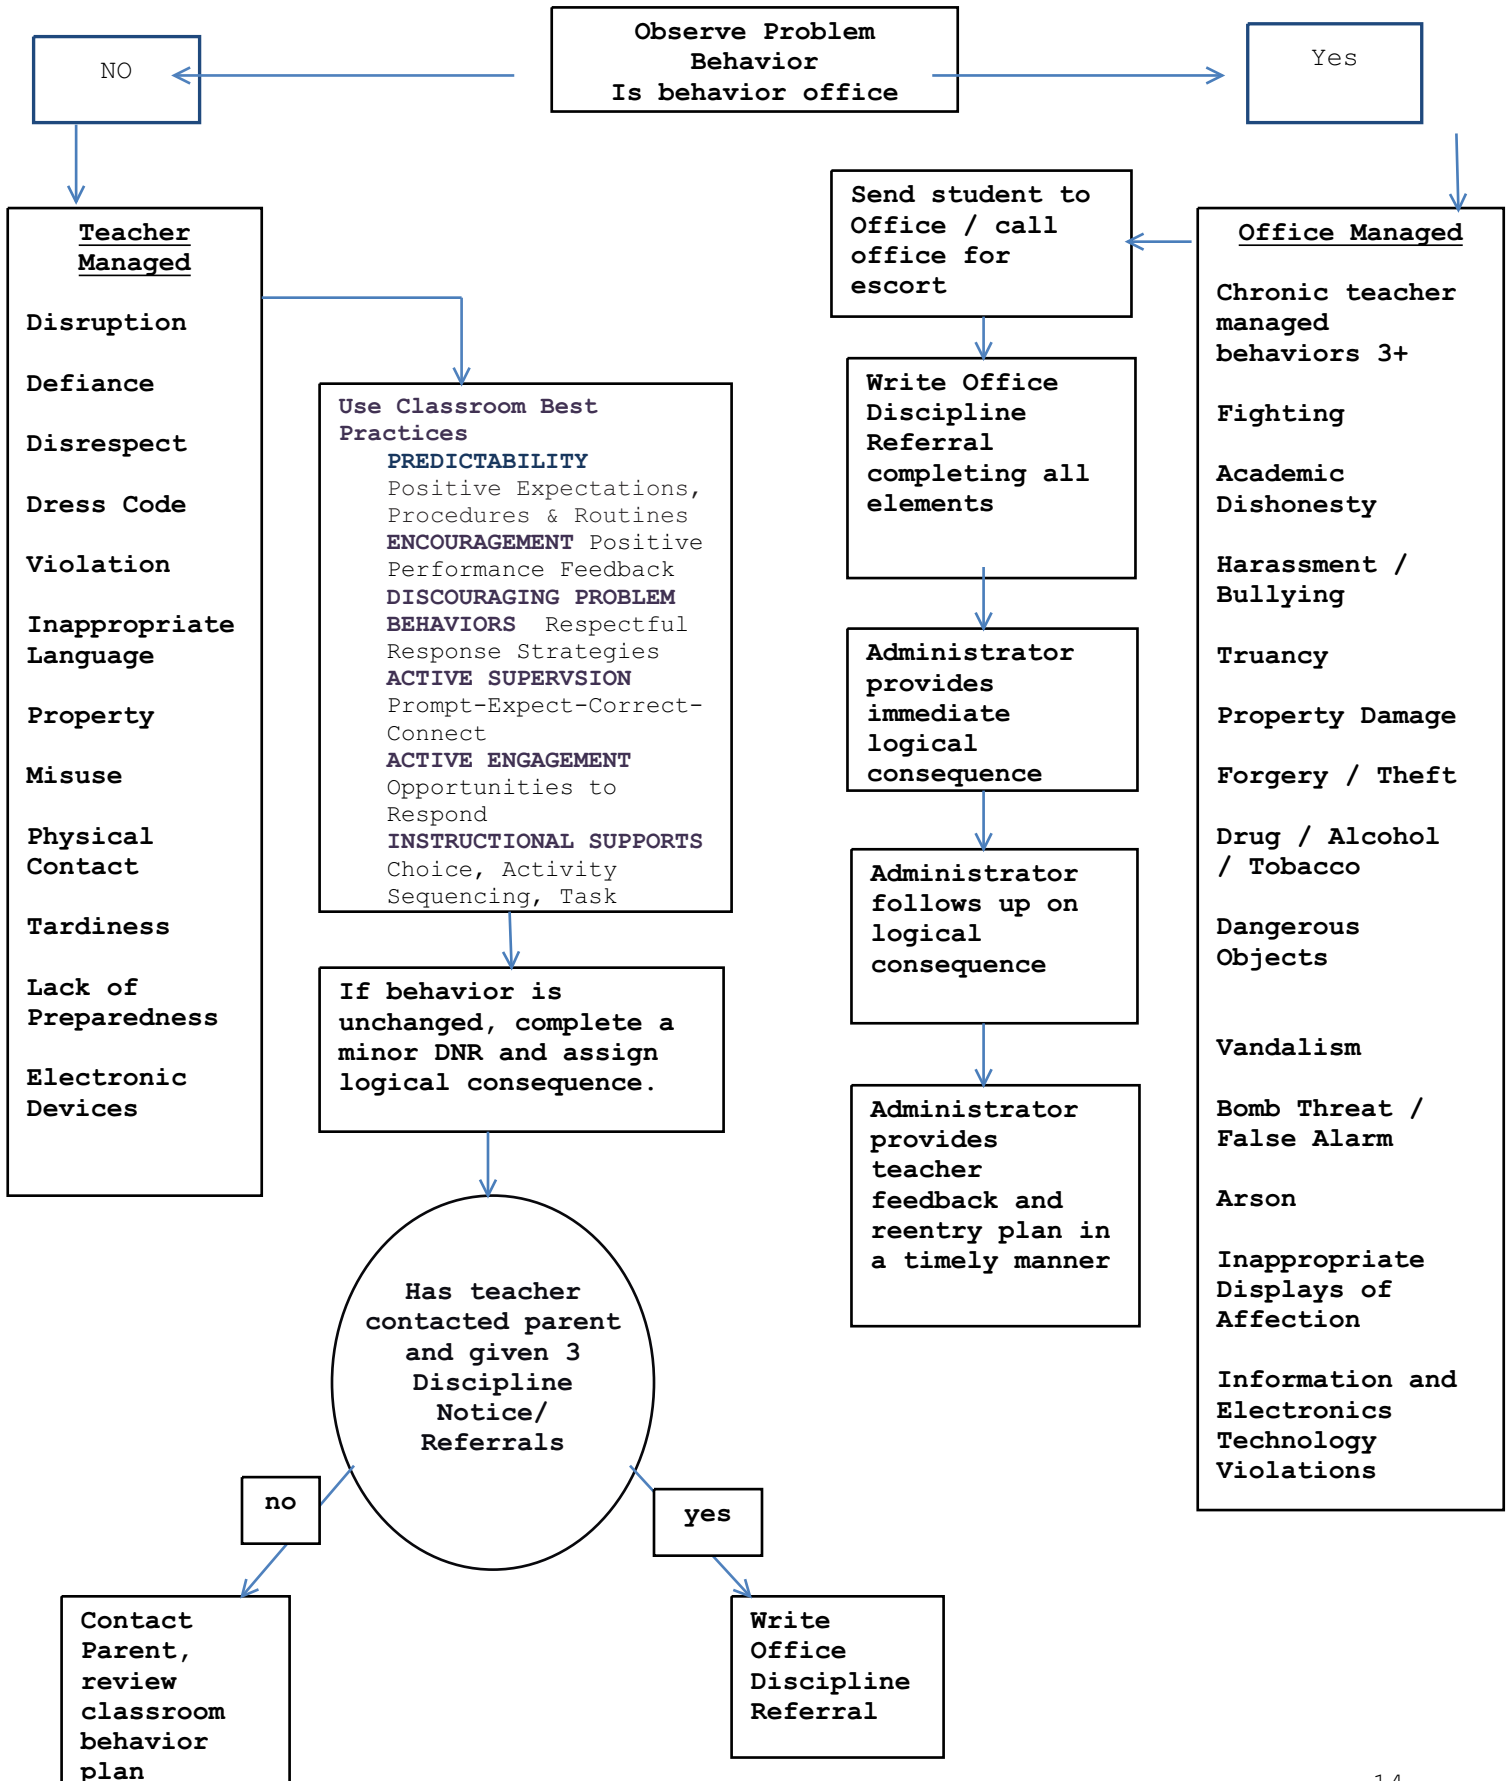 Observe Problem
Behavior
Is behavior office
NO
Yes
Teacher
Managed
Disruption
Defiance
Disrespect
Dress Code
Violation
Inappropriate
Language
Property
Misuse
Physical
Contact
Tardiness
Lack of
Preparedness
Electronic
Devices
Use Classroom Best
Practices
PREDICTABILITY
Positive Expectations,
Procedures & Routines
ENCOURAGEMENT Positive
Performance Feedback
DISCOURAGING PROBLEM
BEHAVIORS  Respectful
Response Strategies
ACTIVE SUPERVSION
Prompt-Expect-Correct-
Connect
ACTIVE ENGAGEMENT
Opportunities to
Respond
INSTRUCTIONAL SUPPORTS
Choice, Activity
Sequencing, Task
If behavior is
unchanged, complete a
minor DNR and assign
logical consequence.
Has teacher
contacted parent
and given 3
Discipline
Notice/
Referrals
no
yes
Contact
Parent,
review
classroom
behavior
plan
Write
Office
Discipline
Referral
Send student to
Office / call
office for
escort
Write Office
Discipline
Referral
completing all
elements
Administrator
provides
immediate
logical
consequence
Administrator
follows up on
logical
consequence
Administrator
provides
teacher
feedback and
reentry plan in
a timely manner
Office Managed
Chronic teacher
managed
behaviors 3+
Fighting
Academic
Dishonesty
Harassment /
Bullying
Truancy
Property Damage
Forgery / Theft
Drug / Alcohol
/ Tobacco
Dangerous
Objects
Vandalism
Bomb Threat /
False Alarm
Arson
Inappropriate
Displays of
Affection
Information and
Electronics
Technology
Violations
14